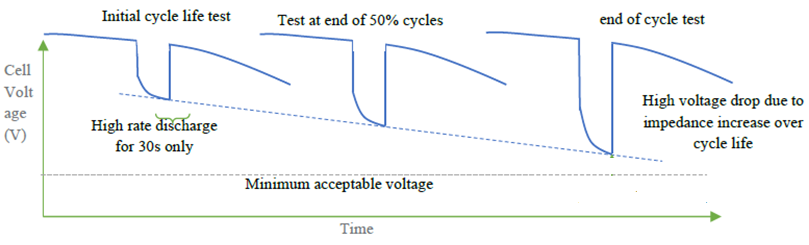 Initial cycle life test
Test at end of 50% cycles
end of cycle test
Cell
Volt
age
(V)
High rate discharge
for 30s only
High voltage drop due to
impedance increase over
cycle life
Minimum acceptable voltage
Time